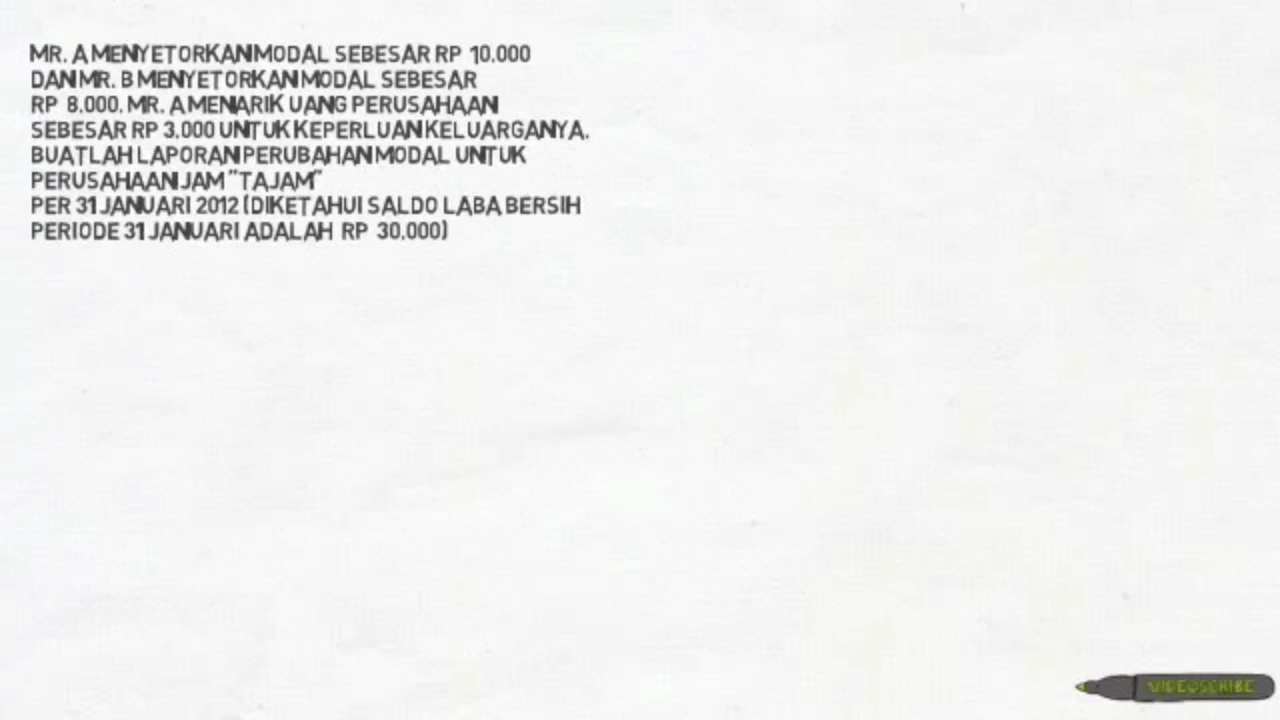 MR. A MENYETORKAN MODAL SEBESAR RP 10.000
DAN MR. B MENYETORKAN MODAL SEBESAR
RP 8.000. MR. A MENARIK UANG PERUSAHAAN
SEBESAR RP 3.000 UNTUK KEPERLUAN KELUARGANYA.
BUATLAH LAPORAN PERUBAHAN MODAL UNTUK
PERUSAHAAN JAM "TAJAM"
PER 31 JANUARI 2012 (DIKETAHUI SALDO LABA BERSIH
PERIODE 31 JANUARI ADALAH RP 30.000)
VIDEOSCRIBE